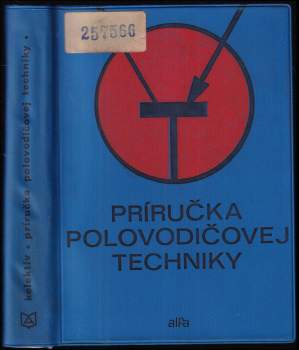 257566
PRÍRUČKA
POLOVODIČOVEJ
TECHNIKY
alfa
kolektív • príručka polovodičovej techniky •